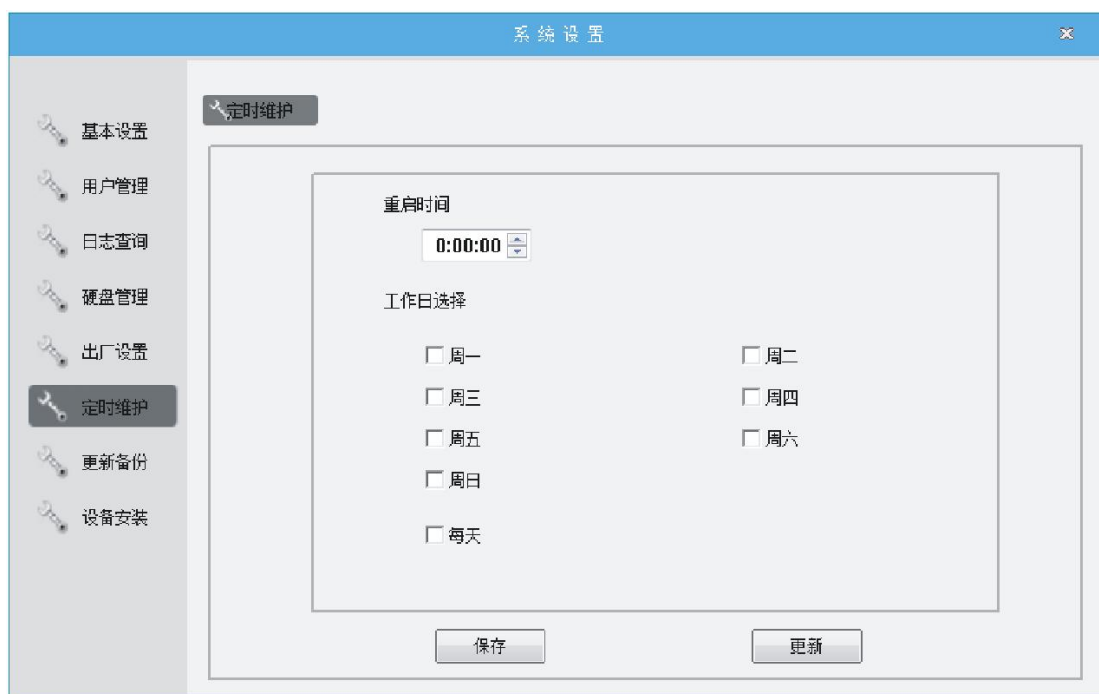 系统设置
基本设置
用户管理
日志查询
硬盘管理
出厂设置
定时维护
更新备份
设备安装
定时维护
重启时间
0:00:00
工作日选择
周一 周二
周三 周四
周五 周六
周日
每天
保存 更新